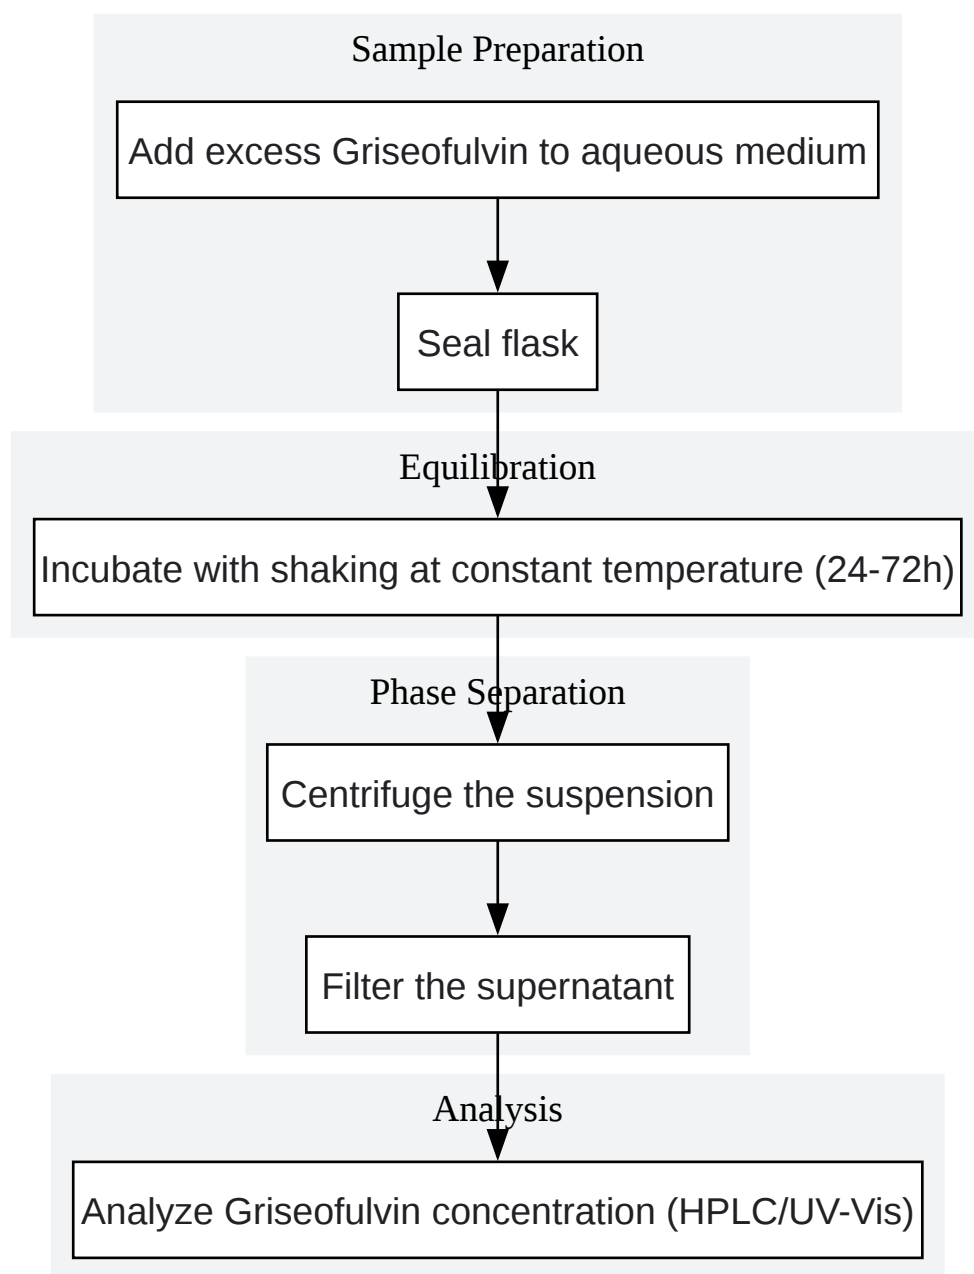 Sample Preparation
Add excess Griseofulvin to aqueous medium
Seal flask
Equilibration
Incubate with shaking at constant temperature (24-72h)
Phase Separation
Centrifuge the suspension
Filter the supernatant
Analysis
Analyze Griseofulvin concentration (HPLC/UV-Vis)